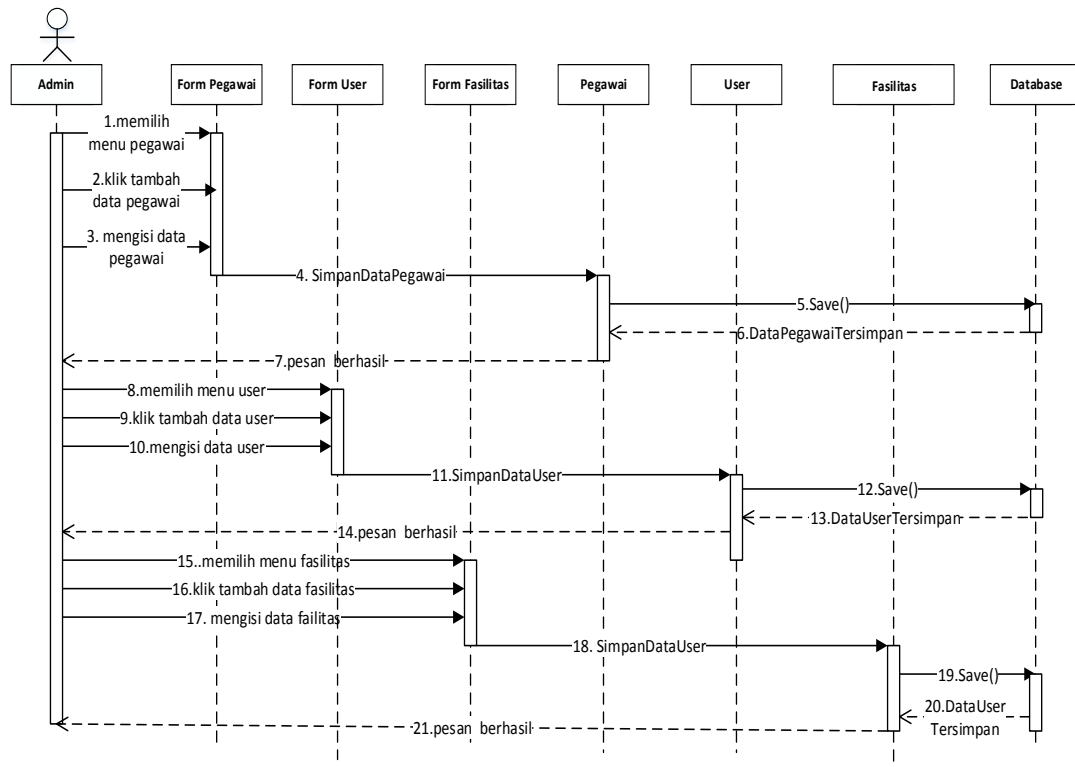 Admin
Form Pegawai
Form User
Form Fasilitas
Pegawai
User
Fasilitas
Database
1.memilih
menu pegawai
2.klik tambah
data pegawai
3. mengisi data
pegawai
4. SimpanDataPegawai
5.Save()
6.DataPegawaiTersimpan
7.pesan berhasil
8.memilih menu user
9.klik tambah data user
10.mengisi data user
11.SimpanDataUser
12.Save()
13.DataUserTersimpan
14.pesan berhasil
15..memilih menu fasilitas
16.klik tambah data fasilitas
17. mengisi data failitas
18. SimpanDataUser
19.Save()
20.DataUser
Tersimpan
21.pesan berhasil